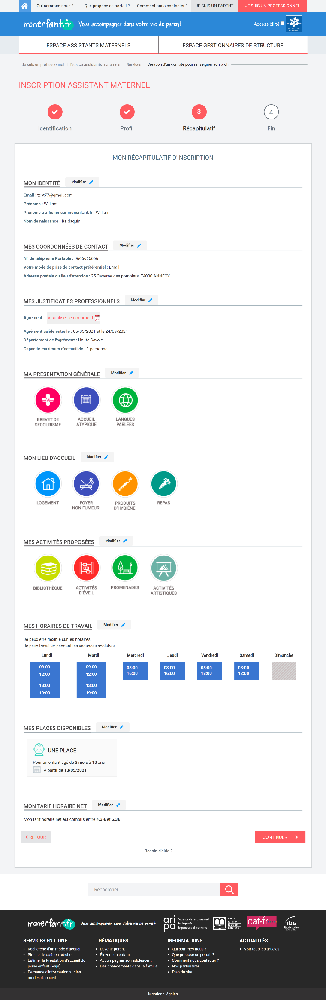 Qui sommes-nous ?
Que propose ce portail ?
Comment nous contacter ?
JE SUIS UN PARENT
JE SUIS UN PROFESSIONNEL
monenfant.fr Vous accompagner dans votre vie de parent
Accessibilité
ALLOCATIONS FAMILIALES
ESPACE ASSISTANTS MATERNELS
ESPACE GESTIONNAIRES DE STRUCTURE
Je suis un professionnel
Espace assistants maternels
Services
Création d'un compte pour renseigner son profil
INSCRIPTION ASSISTANT MATERNEL
3
4
Identification
Profil
Récapitulatif
Fin
MON RÉCAPITULATIF D'INSCRIPTION
MON IDENTITÉ
Modifier
Email : test77@gmail.com
Prénoms : William
Prénoms à afficher sur monenfant.fr : William
Nom de naissance : Baldaquin
MES COORDONNÉES DE CONTACT
Modifier
N° de téléphone Portable : 0666666666
Votre mode de prise de contact préférentiel : Email
Adresse postale du lieu d'exercice : 25 Caserne des pompiers, 74000 ANNECY
MES JUSTIFICATIFS PROFESSIONNELS
Modifier
Agrément : Visualiser le document
Agrément valide entre le : 05/05/2021 et le 24/09/2021
Département de l'agrément : Haute-Savoie
Capacité maximum d'accueil de : 1 personne
MA PRÉSENTATION GÉNÉRALE
Modifier
BREVET DE
SECOURISME
ACCUEIL
ATYPIQUE
LANGUES
PARLÉES
MON LIEU D'ACCUEIL
Modifier
LOGEMENT
FOYER
NON FUMEUR
PRODUITS
D'HYGIÈNE
REPAS
MES ACTIVITÉS PROPOSÉES
Modifier
BIBLIOTHÈQUE
ACTIVITÉS
D'ÉVEIL
PROMENADES
ACTIVITÉS
ARTISTIQUES
MES HORAIRES DE TRAVAIL
Modifier
Je peux être flexible sur les horaires
Je peux travailler pendant les vacances scolaires
Lundi
09:00
12:00
13:00
19:00
Mardi
09:00
12:00
13:00
19:00
Mercredi
08:00 -
16:00
Jeudi
08:00 -
16:00
Vendredi
08:00 -
18:00
Samedi
08:00 -
12:00
Dimanche
MES PLACES DISPONIBLES
Modifier
UNE PLACE
Pour un enfant âgé de 3 mois à 10 ans
À partir de 13/05/2021
MON TARIF HORAIRE NET
Modifier
Mon tarif horaire net est compris entre 4.3 € et 5.3€
RETOUR
CONTINUER
Besoin d'aide ?
Rechercher
monenfant.fr Vous accompagner dans votre vie de parent
aripa
L'agence de recouvrement
des impayés
de pensions alimentaires
msa
santé
famille
retraite
services
caf.fr
Sécurité sociale
SERVICES EN LIGNE
• Recherche d'un mode d'accueil
• Simuler le coût en crèche
• Estimer la Prestation d'accueil du
jeune enfant (Paje)
• Demande d'information sur les
modes d'accueil
THÉMATIQUES
• Devenir parent
• Élever son enfant
• Accompagner son adolescent
• Des changements dans la famille
INFORMATIONS
• Qui sommes-nous ?
• Que propose ce portail ?
• Comment nous contacter ?
• Nos partenaires
• Plan du site
ACTUALITÉS
• Voir tous les articles
Mentions légales